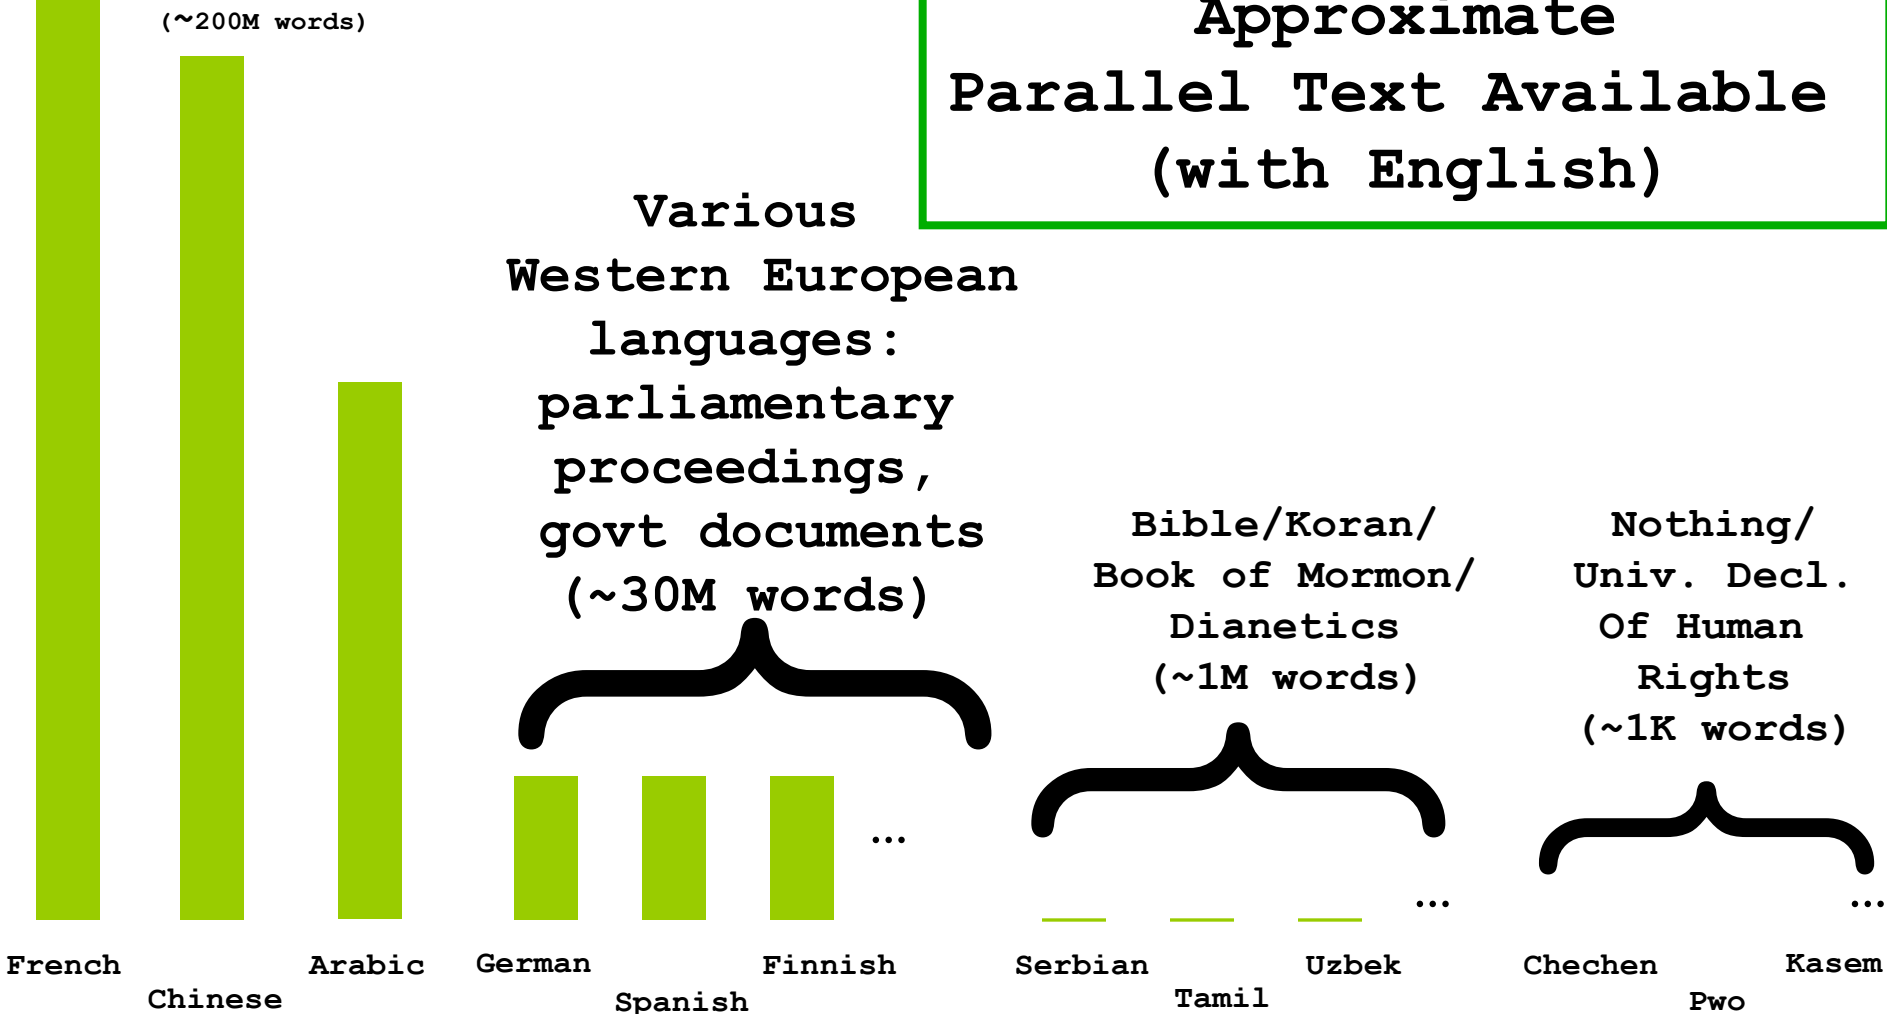 (~200M words)
Approximate
Parallel Text Available
(with English)
Various
Western European
languages:
parliamentary
proceedings,
govt documents
(~30M words)
Bible/Koran/
Book of Mormon/
Dianetics
(~1M words)
Nothing/
Univ. Decl.
Of Human
Rights
(~1K words)
...
...
...
French
Chinese
Arabic
German
Spanish
Finnish
Serbian
Tamil
Uzbek
Chechen
Pwo
Kasem